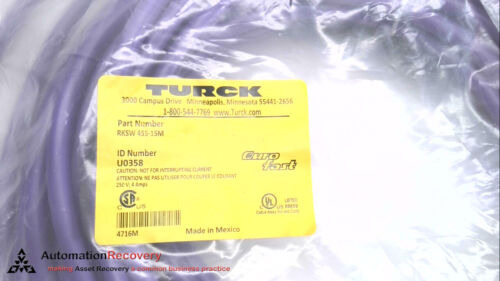 TURCK
3000 Campus Drive Minneapolis, Minnesota 55441-2656
1-800-544-7769 www.Turck.com
Part Number
RKSW 455-15M
ID Number
U0358
CAUTION: NOT FOR INTERRUPTING CURRENT
ATTENTION: NE PAS UTILISER POUR COUPER LE COURANT
250 V; 4 Amps
Euro
fast
C US
LISTED
4716M
Made in Mexico
AutomationRecovery
making Asset Recovery a common business practice